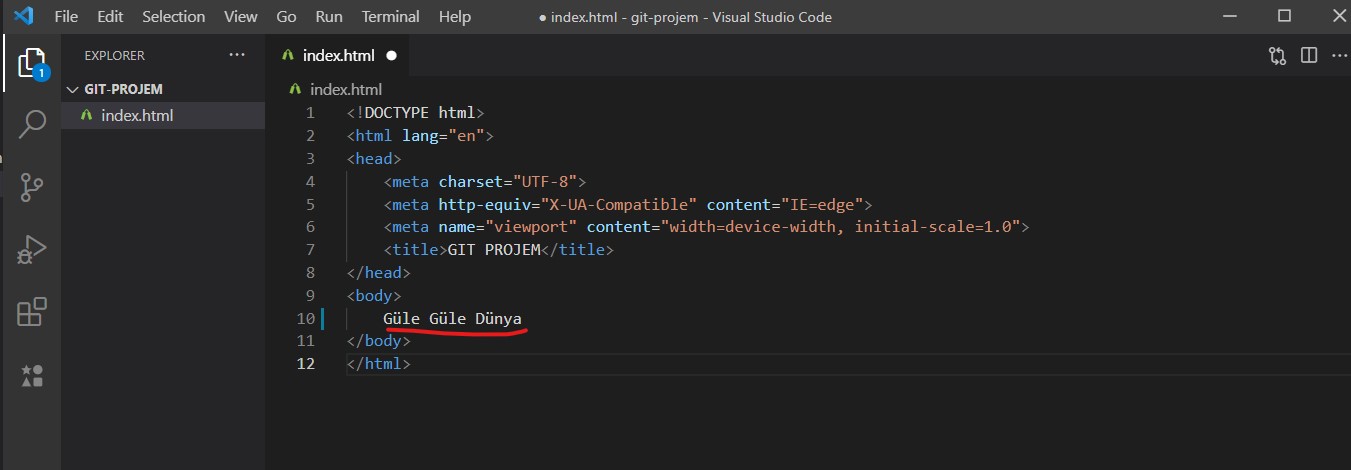 File Edit Selection View Go Run Terminal Help ● index.html - git-projem - Visual Studio Code
EXPLORER ···
index.html ●
1
GIT-PROJEM
index.html
index.html
1 <!DOCTYPE html>
2 <html lang="en">
3 <head>
4 <meta charset="UTF-8">
5 <meta http-equiv="X-UA-Compatible" content="IE=edge">
6 <meta name="viewport" content="width=device-width, initial-scale=1.0">
7 <title>GIT PROJEM</title>
8 </head>
9 <body>
10 Güle Güle Dünya
11 </body>
12 </html>